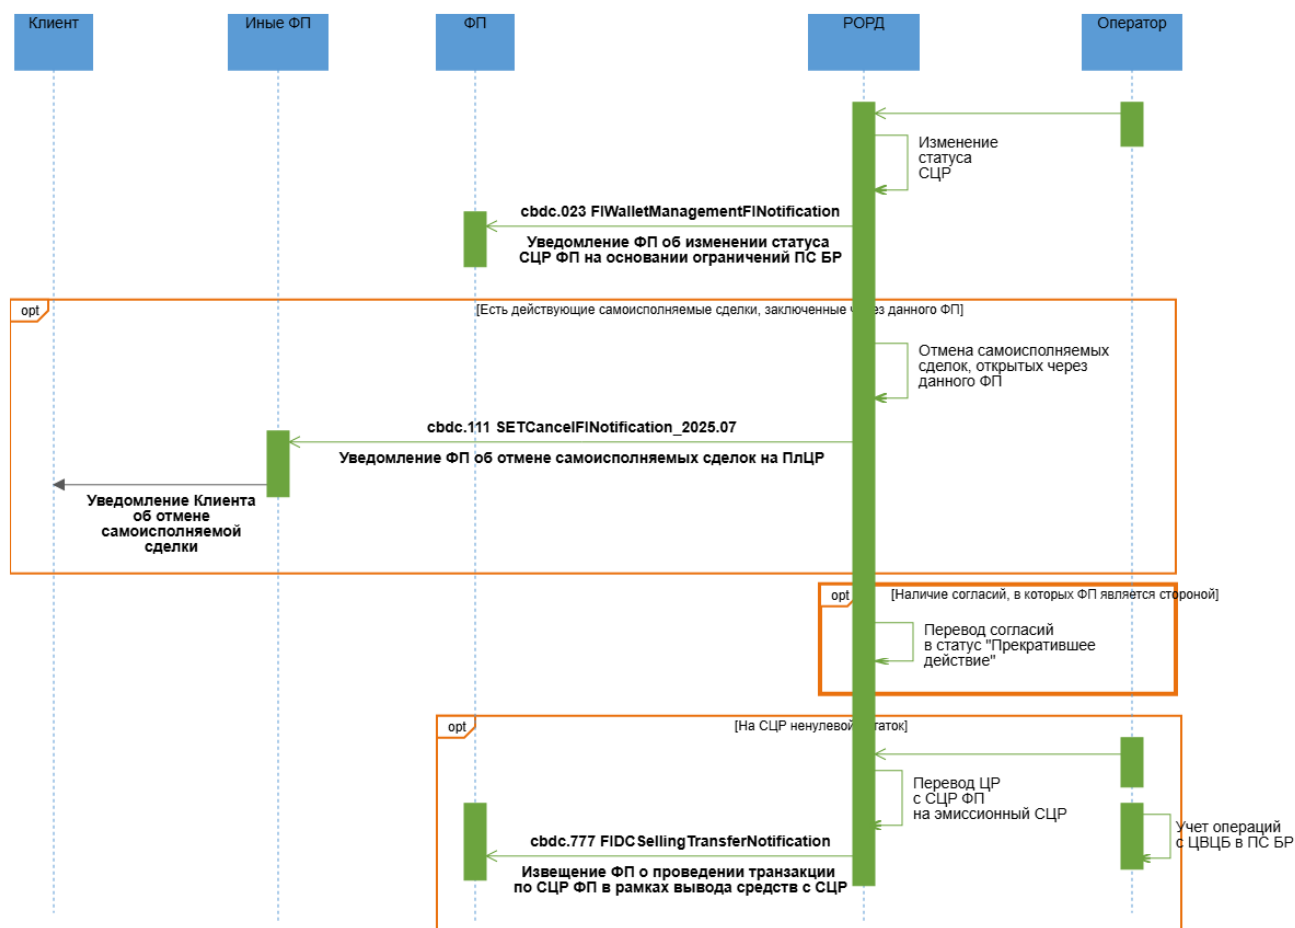 Клиент
Иные ФП
ФП
РОРД
Оператор
Изменение
статуса
СЦР
cbdc.023 FIWalletManagementFINotification
Уведомление ФП об изменении статуса
СЦР ФП на основании ограничений ПС БР
opt
[Есть действующие самоисполняемые сделки, заключенные через данного ФП]
Отмена самоисполняемых
сделок, открытых через
данного ФП
cbdc.111 SETCancelFINotification_2025.07
Уведомление ФП об отмене самоисполняемых сделок на ПлЦР
Уведомление Клиента
об отмене
самоисполняемой
сделки
opt
[Наличие согласий, в которых ФП является стороной]
Перевод согласий
в статус "Прекратившее
действие"
opt
[На СЦР ненулевой остаток]
Перевод ЦР
с СЦР ФП
на эмиссионный СЦР
Учет операций
с ЦВЦБ в ПС БР
cbdc.777 FIDCSellingTransferNotification
Извещение ФП о проведении транзакции
по СЦР ФП в рамках вывода средств с СЦР